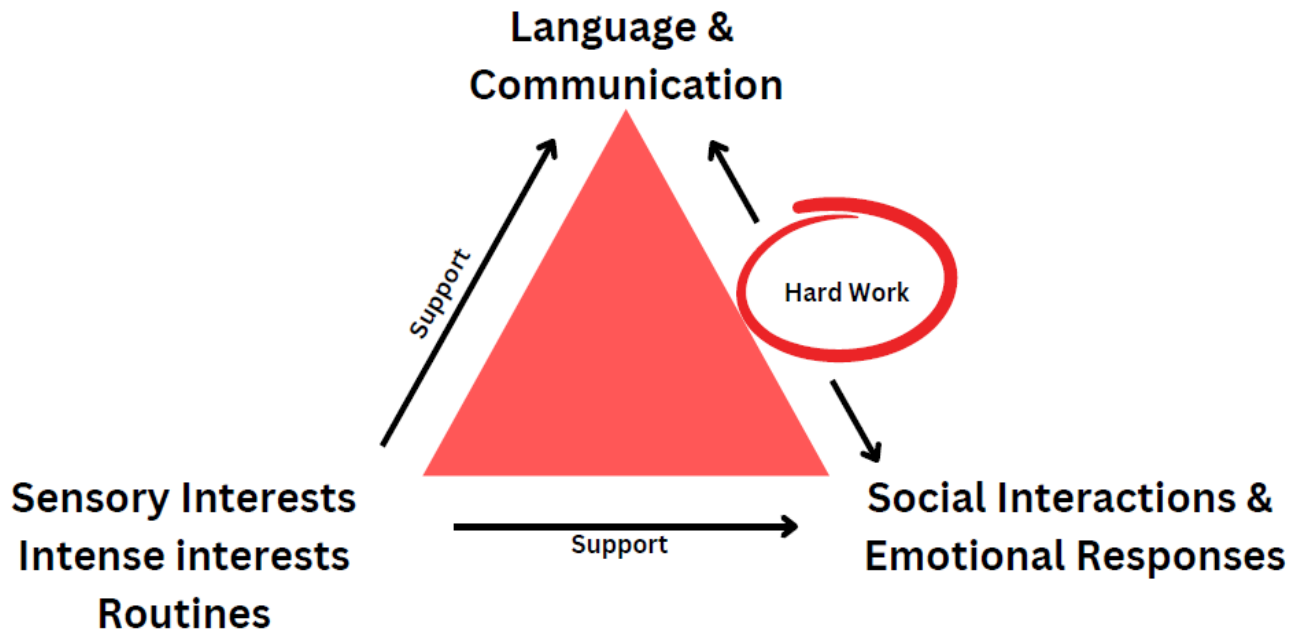 Language &
Communication
Support
Hard Work
Sensory Interests
Intense interests
Routines
Support
Social Interactions &
Emotional Responses